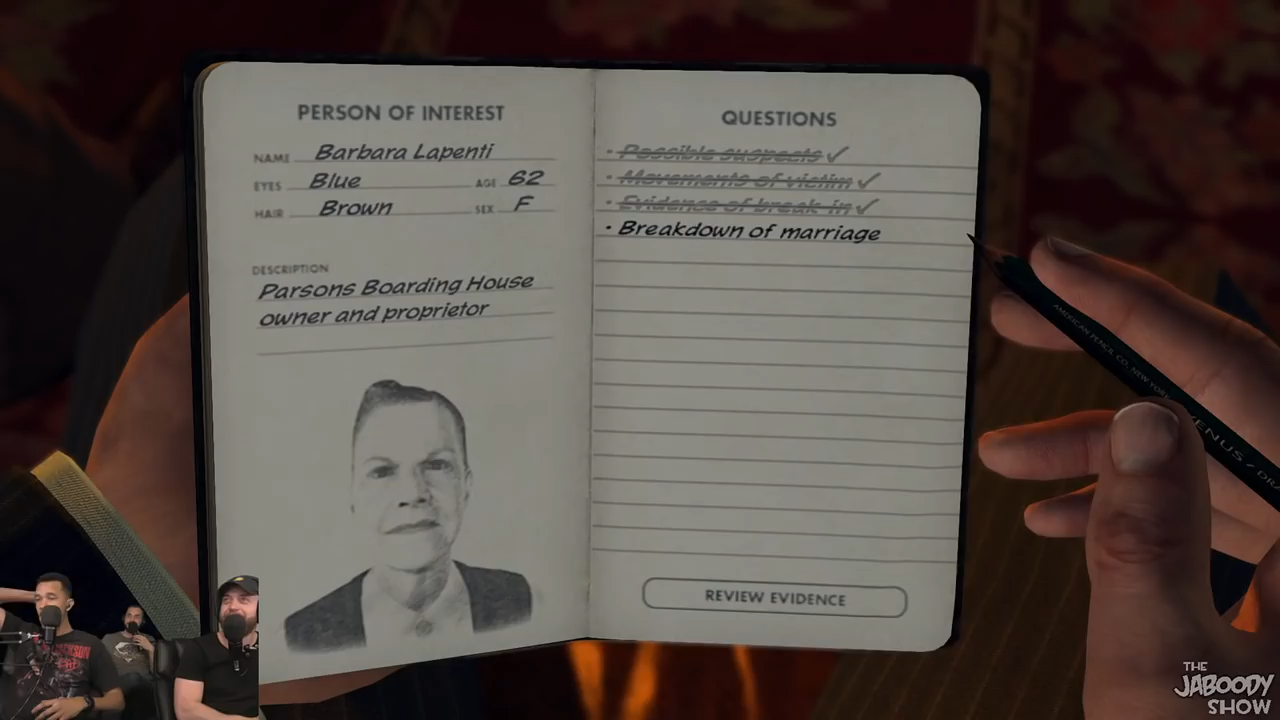 PERSON OF INTEREST
NAME Barbara Lapenti
EYES Blue AGE 62
HAIR Brown SEX F
DESCRIPTION
Parsons Boarding House
owner and proprietor
QUESTIONS
• Possible suspects ✓
• Movements of victim ✓
• Evidence of break-in ✓
• Breakdown of marriage
REVIEW EVIDENCE
AMERICAN PENCIL CO. NEW YORK
VENUS / DRA
JACKSON
THE
JABOODY
SHOW